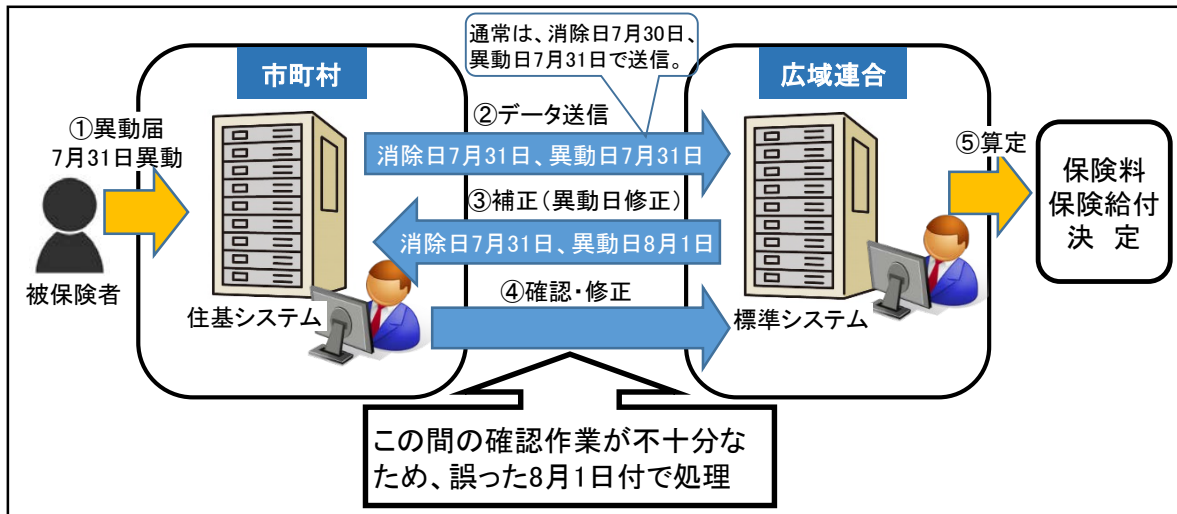 通常は、消除日7月30日、
異動日7月31日で送信。
市町村
広域連合
①異動届
7月31日異動
②データ送信
消除日7月31日、異動日7月31日
③補正（異動日修正）
消除日7月31日、異動日8月1日
④確認・修正
⑤算定
保険料
保険給付
決　定
被保険者
住基システム
標準システム
この間の確認作業が不十分な
ため、誤った8月1日付で処理